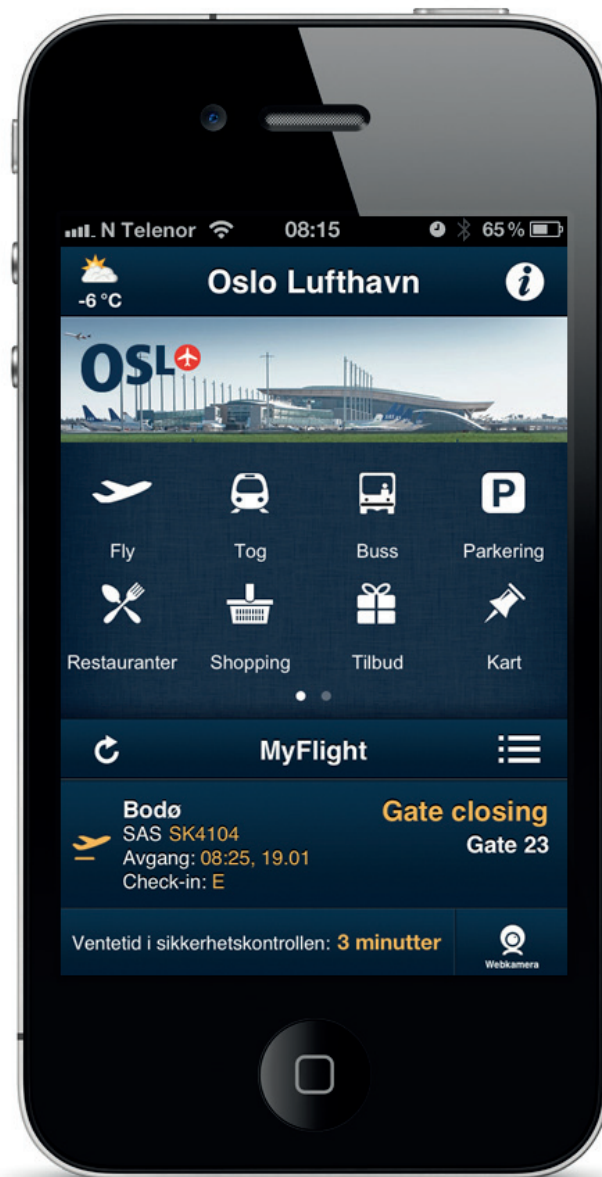 N Telenor 08:15 65%
-6 °C Oslo Lufthavn i
OSL
Fly Tog Buss Parkering
Restauranter Shopping Tilbud Kart
MyFlight
Bodø Gate closing
SAS SK4104 Gate 23
Avgang: 08:25, 19.01
Check-in: E
Ventetid i sikkerhetskontrollen: 3 minutter
Webkamera